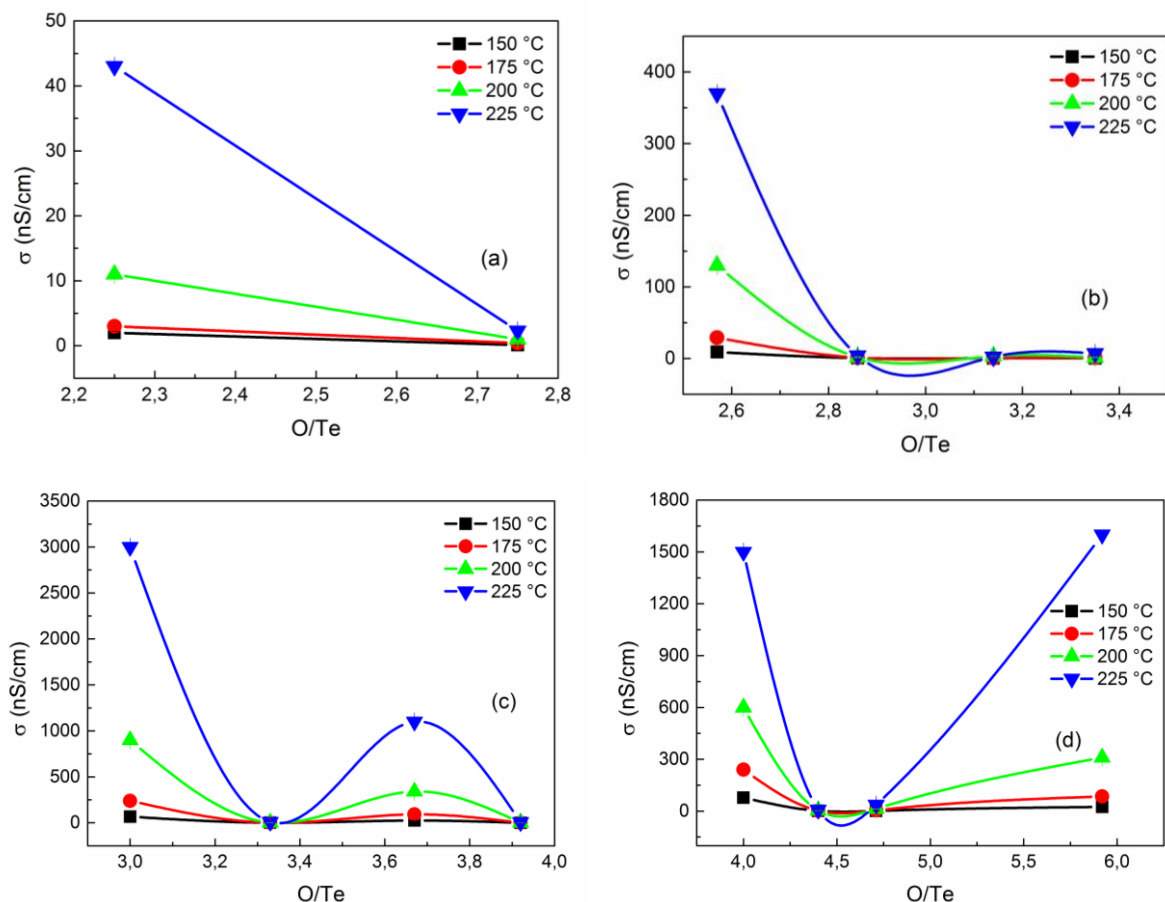 50
40
30
20
10
0
σ (nS/cm)
150 °C
175 °C
200 °C
225 °C
(a)
2,2 2,3 2,4 2,5 2,6 2,7 2,8
O/Te
400
300
200
100
0
σ (nS/cm)
150 °C
175 °C
200 °C
225 °C
(b)
2,6 2,8 3,0 3,2 3,4
O/Te
3500
3000
2500
2000
1500
1000
500
0
σ (nS/cm)
150 °C
175 °C
200 °C
225 °C
(c)
3,0 3,2 3,4 3,6 3,8 4,0
O/Te
1800
1500
1200
900
600
300
0
σ (nS/cm)
150 °C
175 °C
200 °C
225 °C
(d)
4,0 4,5 5,0 5,5 6,0
O/Te